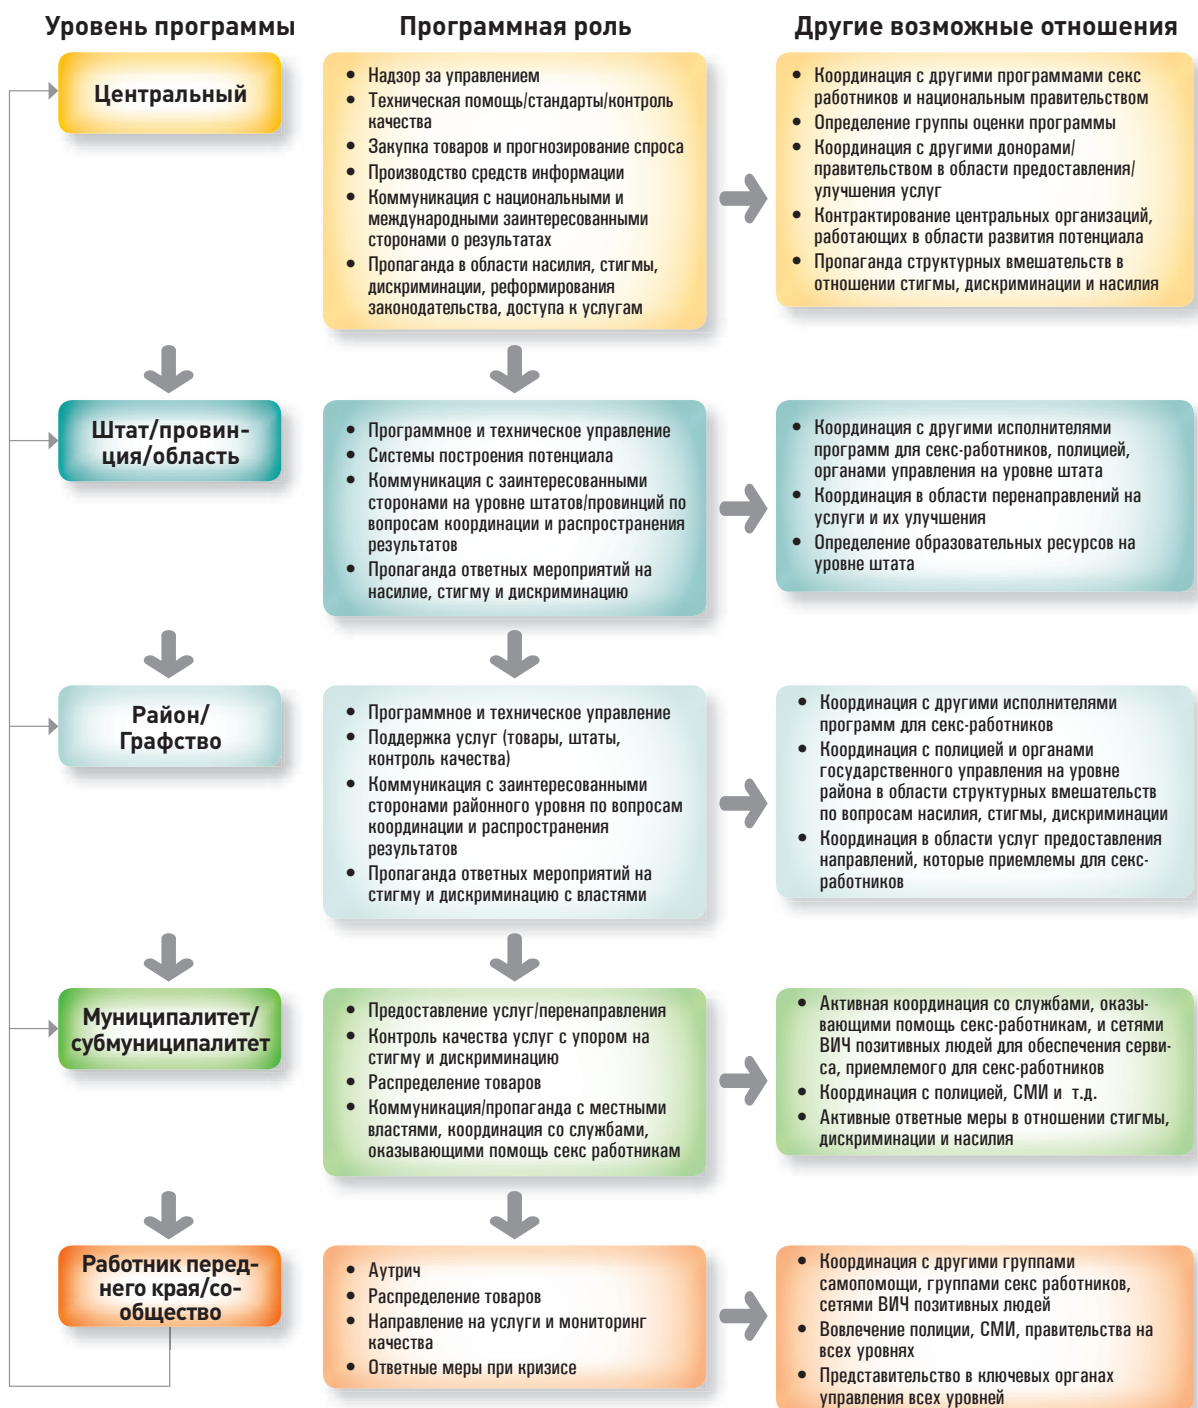 Уровень программы
Программная роль
Другие возможные отношения
Центральный
• Надзор за управлением
• Техническая помощь/стандарты/контроль
качества
• Закупка товаров и прогнозирование спроса
• Производство средств информации
• Коммуникация с национальными и
международными заинтересованными
сторонами о результатах
• Пропаганда в области насилия, стигмы,
дискриминации, реформирования
законодательства, доступа к услугам
• Координация с другими программами секс
работников и национальным правительством
• Определение группы оценки программы
• Координация с другими донорами/
правительством в области предоставления/
улучшения услуг
• Контрактирование центральных организаций,
работающих в области развития потенциала
• Пропаганда структурных вмешательств в
отношении стигмы, дискриминации и насилия
Штат/провин-
ция/область
• Программное и техническое управление
• Системы построения потенциала
• Коммуникация с заинтересованными
сторонами на уровне штатов/провинций по
вопросам координации и распространения
результатов
• Пропаганда ответных мероприятий на
насилие, стигму и дискриминацию
• Координация с другими исполнителями
программ для секс-работников, полицией,
органами управления на уровне штата
• Координация в области перенаправлений на
услуги и их улучшения
• Определение образовательных ресурсов на
уровне штата
Район/
Графство
• Программное и техническое управление
• Поддержка услуг (товары, штаты,
контроль качества)
• Коммуникация с заинтересованными
сторонами районного уровня по вопросам
координации и распространения
результатов
• Пропаганда ответных мероприятий на
стигму и дискриминацию с властями
• Координация с другими исполнителями
программ для секс-работников
• Координация с полицией и органами
государственного управления на уровне
района в области структурных вмешательств
по вопросам насилия, стигмы, дискриминации
• Координация в области услуг предоставления
направлений, которые приемлемы для секс-
работников
Муниципалитет/
субмуниципалитет
• Предоставление услуг/перенаправления
• Контроль качества услуг с упором на
стигму и дискриминацию
• Распределение товаров
• Коммуникация/пропаганда с местными
властями, координация со службами,
оказывающими помощь секс работникам
• Активная координация со службами, оказы-
вающими помощь секс-работникам, и сетями
ВИЧ позитивных людей для обеспечения серви-
са, приемлемого для секс-работников
• Координация с полицией, СМИ и т.д.
• Активные ответные меры в отношении стигмы,
дискриминации и насилия
Работник перед-
него края/со-
общество
• Аутрич
• Распределение товаров
• Направление на услуги и мониторинг
качества
• Ответные меры при кризисе
• Координация с другими группами
самопомощи, группами секс работников,
сетями ВИЧ позитивных людей
• Вовлечение полиции, СМИ, правительства на
всех уровнях
• Представительство в ключевых органах
управления всех уровней